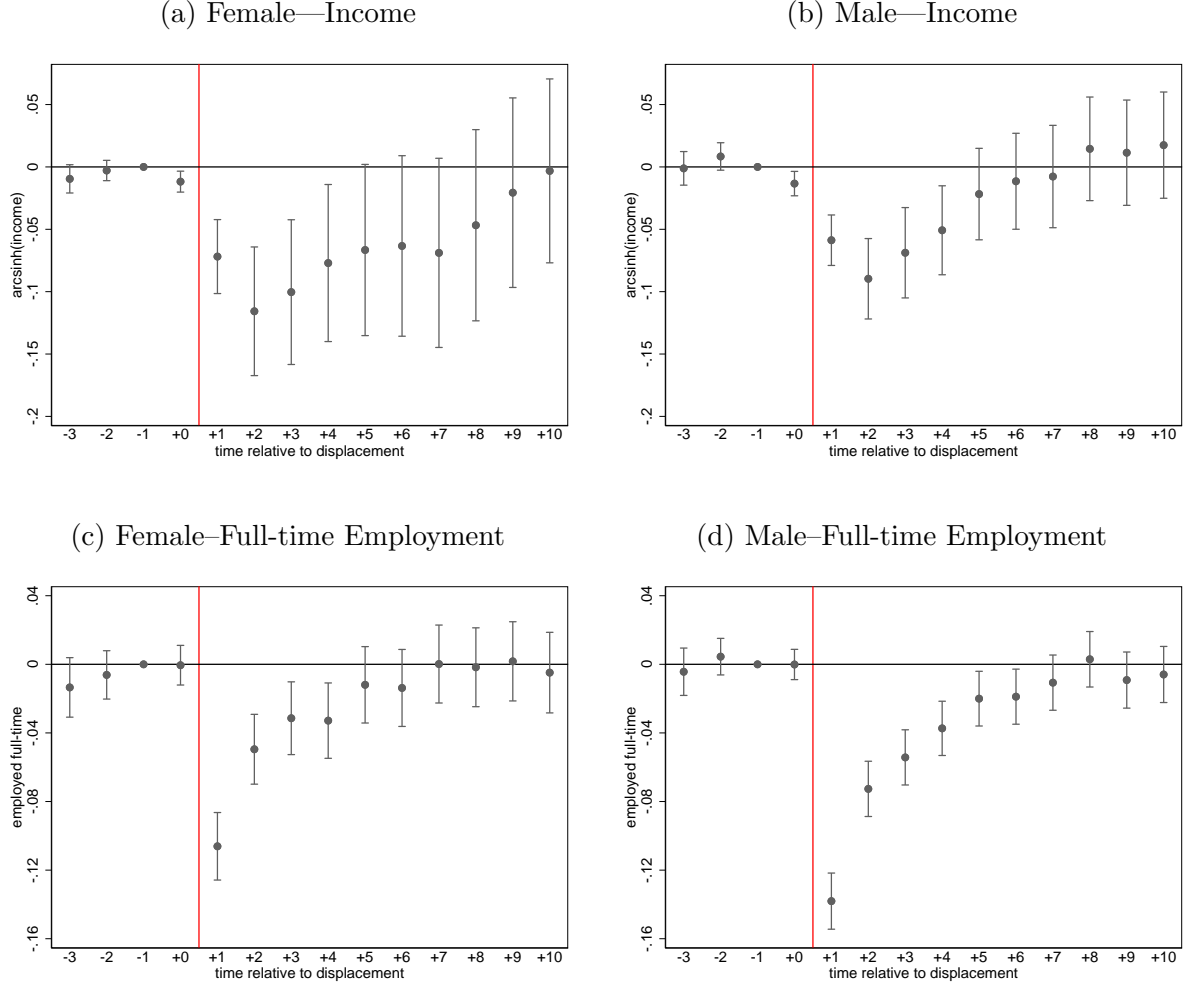 (a) Female—Income
(b) Male—Income
.05
0
-.05
-.1
-.15
-.2
arcsinh(income)
-3 -2 -1 +0 +1 +2 +3 +4 +5 +6 +7 +8 +9 +10
time relative to displacement
.05
0
-.05
-.1
-.15
-.2
arcsinh(income)
-3 -2 -1 +0 +1 +2 +3 +4 +5 +6 +7 +8 +9 +10
time relative to displacement
(c) Female–Full-time Employment
(d) Male–Full-time Employment
.04
0
-.04
-.08
-.12
-.16
employed full-time
-3 -2 -1 +0 +1 +2 +3 +4 +5 +6 +7 +8 +9 +10
time relative to displacement
.04
0
-.04
-.08
-.12
-.16
employed full-time
-3 -2 -1 +0 +1 +2 +3 +4 +5 +6 +7 +8 +9 +10
time relative to displacement